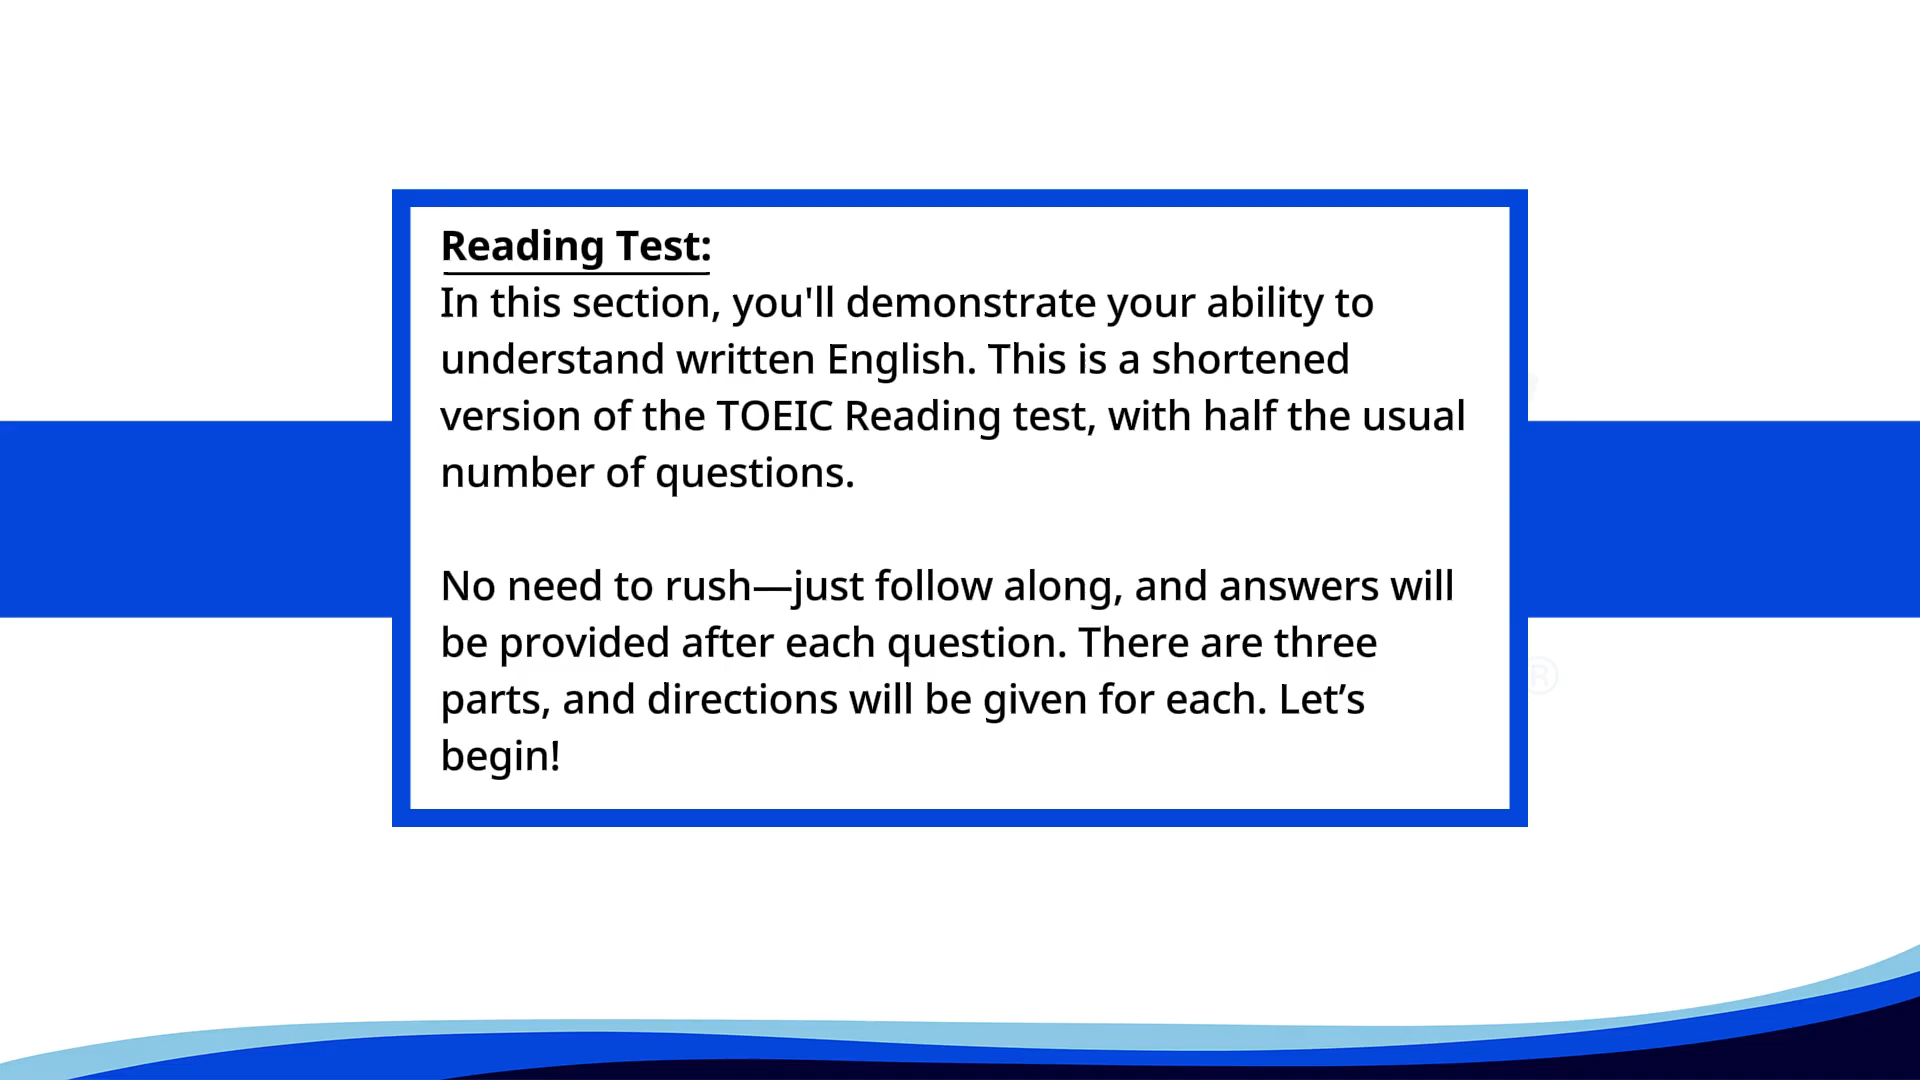 Reading Test:
In this section, you'll demonstrate your ability to
understand written English. This is a shortened
version of the TOEIC Reading test, with half the usual
number of questions.
No need to rush—just follow along, and answers will
be provided after each question. There are three
parts, and directions will be given for each. Let’s
begin!
®